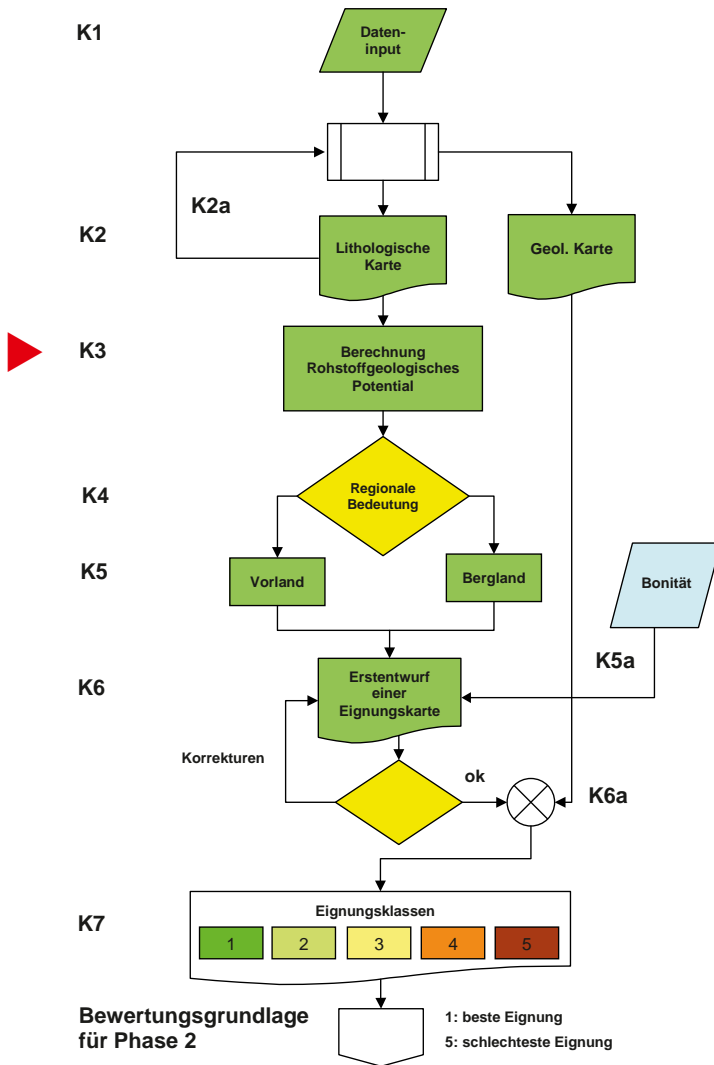 K1
Daten-
input
K2a
K2
Lithologische
Karte
Geol. Karte
K3
Berechnung
Rohstoffgeologisches
Potential
K4
Regionale
Bedeutung
K5
Vorland
Bergland
Bonität
K5a
K6
Erstentwurf
einer
Eignungskarte
Korrekturen
ok
K6a
K7
Eignungsklassen
1 2 3 4 5
Bewertungsgrundlage
für Phase 2
1: beste Eignung
5: schlechteste Eignung